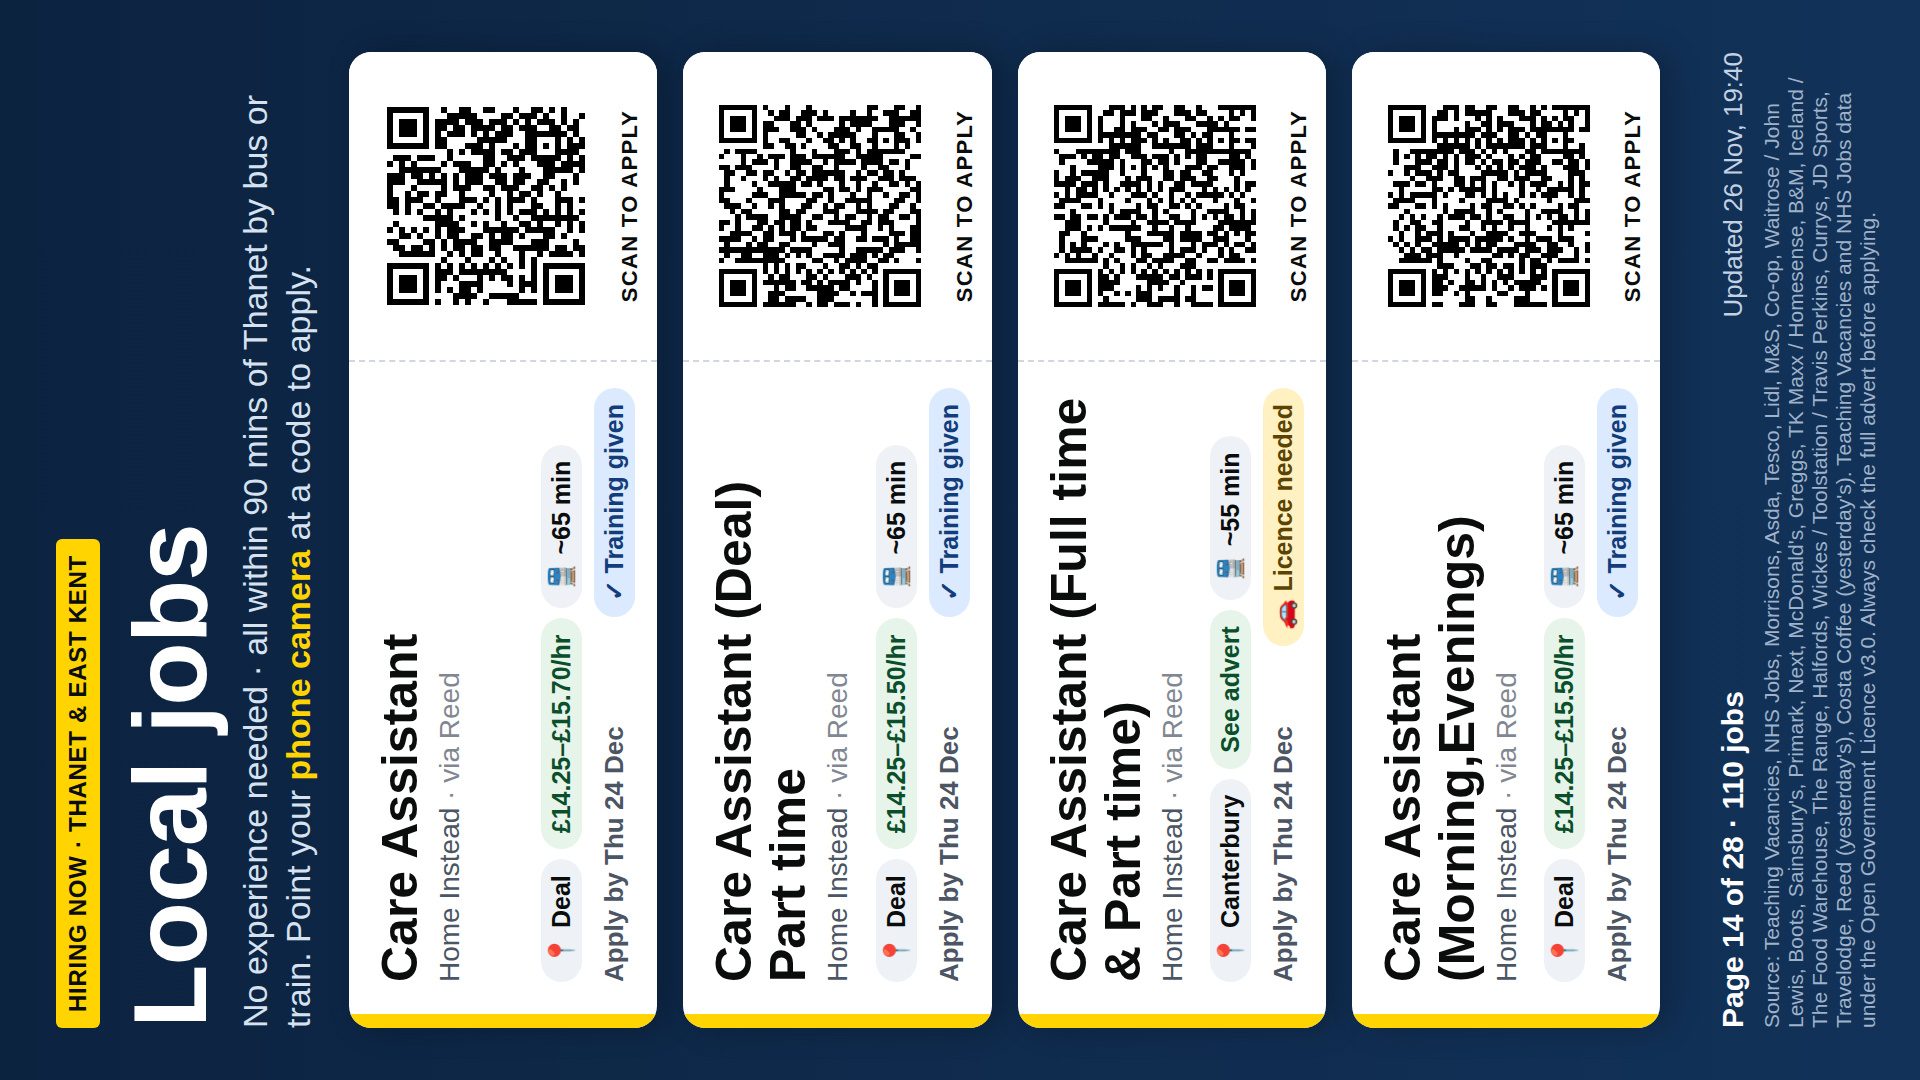 HIRING NOW · THANET & EAST KENT
Local jobs
No experience needed · all within 90 mins of Thanet by bus or
train. Point your phone camera at a code to apply.
Care Assistant
Home Instead · via Reed
📍 Deal
£14.25–£15.70/hr
🚆 ~65 min
Apply by Thu 24 Dec
✓ Training given
SCAN TO APPLY
Care Assistant (Deal)
Part time
Home Instead · via Reed
📍 Deal
£14.25–£15.50/hr
🚆 ~65 min
Apply by Thu 24 Dec
✓ Training given
SCAN TO APPLY
Care Assistant (Full time
& Part time)
Home Instead · via Reed
📍 Canterbury
See advert
🚆 ~55 min
Apply by Thu 24 Dec
🚗 Licence needed
SCAN TO APPLY
Care Assistant
(Morning,Evenings)
Home Instead · via Reed
📍 Deal
£14.25–£15.50/hr
🚆 ~65 min
Apply by Thu 24 Dec
✓ Training given
SCAN TO APPLY
Page 14 of 28 · 110 jobs
Updated 26 Nov, 19:40
Source: Teaching Vacancies, NHS Jobs, Morrisons, Asda, Tesco, Lidl, M&S, Co-op, Waitrose / John
Lewis, Boots, Sainsbury's, Primark, Next, McDonald's, Greggs, TK Maxx / Homesense, B&M, Iceland /
The Food Warehouse, The Range, Halfords, Wickes / Toolstation / Travis Perkins, Currys, JD Sports,
Travelodge, Reed (yesterday's), Costa Coffee (yesterday's). Teaching Vacancies and NHS Jobs data
under the Open Government Licence v3.0. Always check the full advert before applying.